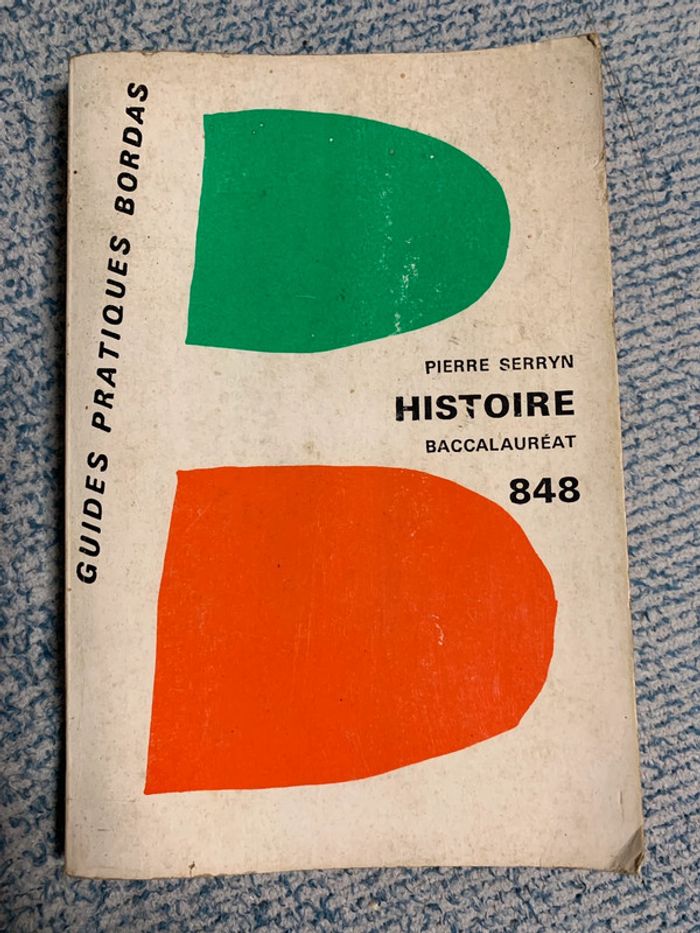 GUIDES PRATIQUES BORDAS
PIERRE SERRYN
HISTOIRE
BACCALAURÉAT
848